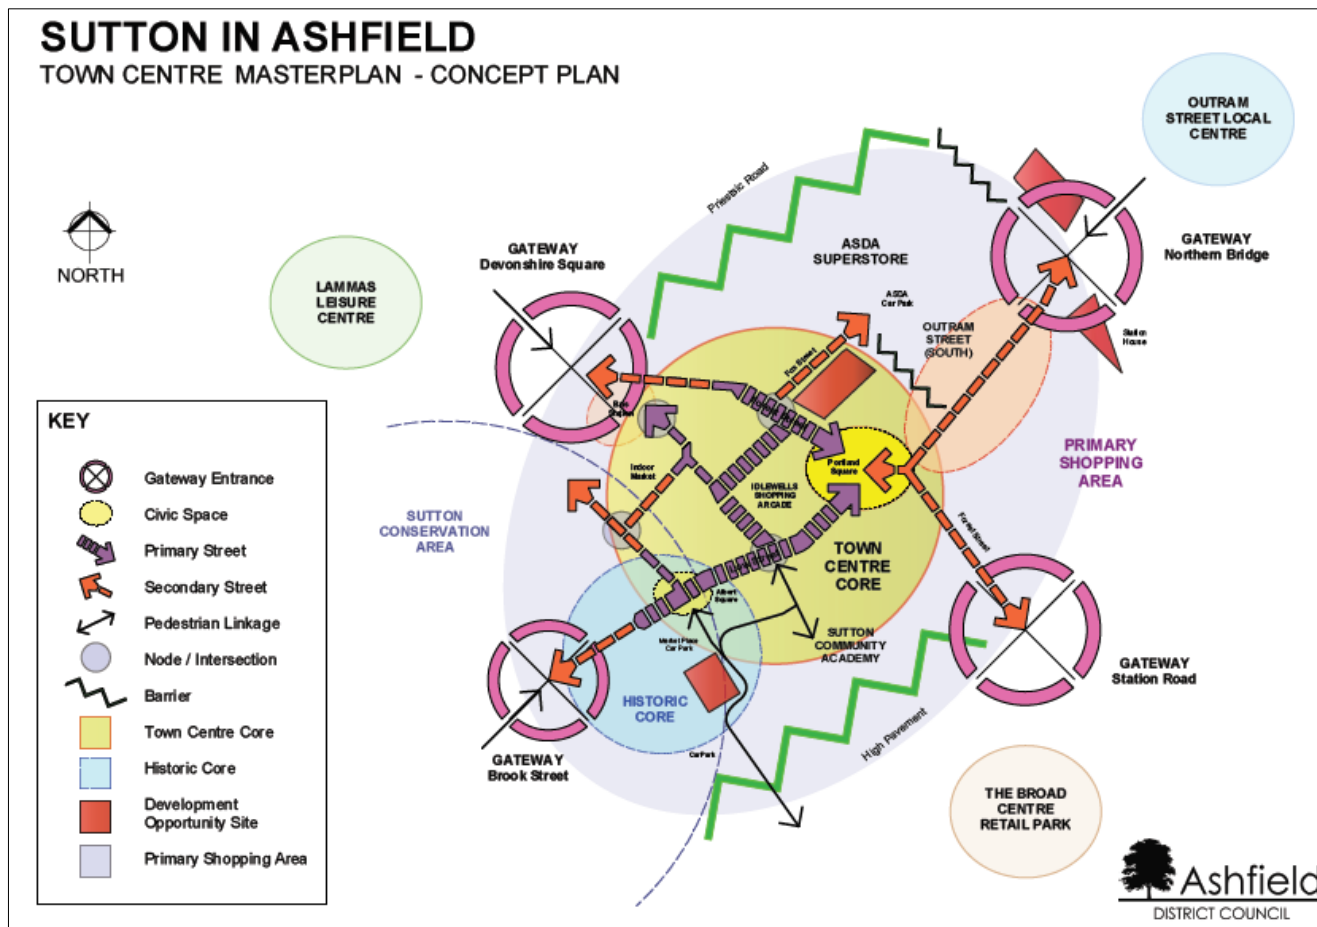 SUTTON IN ASHFIELD
TOWN CENTRE MASTERPLAN - CONCEPT PLAN
OUTRAM
STREET LOCAL
CENTRE
Priestsic Road
NORTH
GATEWAY
Devonshire Square
ASDA
SUPERSTORE
GATEWAY
Northern Bridge
LAMMAS
LEISURE
CENTRE
ASDA
Car Park
OUTRAM
STREET
(SOUTH)
Station
House
Fox Street
Bus
Station
PRIMARY
SHOPPING
AREA
Indoor
Market
Portland
Square
IDLEWELLS
SHOPPING
ARCADE
SUTTON
CONSERVATION
AREA
Forest Street
TOWN
CENTRE
CORE
Albert
Square
Market Place
Car Park
SUTTON
COMMUNITY
ACADEMY
GATEWAY
Station Road
HISTORIC
CORE
High Pavement
Car Park
GATEWAY
Brook Street
THE BROAD
CENTRE
RETAIL PARK
KEY
Gateway Entrance
Civic Space
Primary Street
Secondary Street
Pedestrian Linkage
Node / Intersection
Barrier
Town Centre Core
Historic Core
Development
Opportunity Site
Primary Shopping Area
Ashfield
DISTRICT COUNCIL